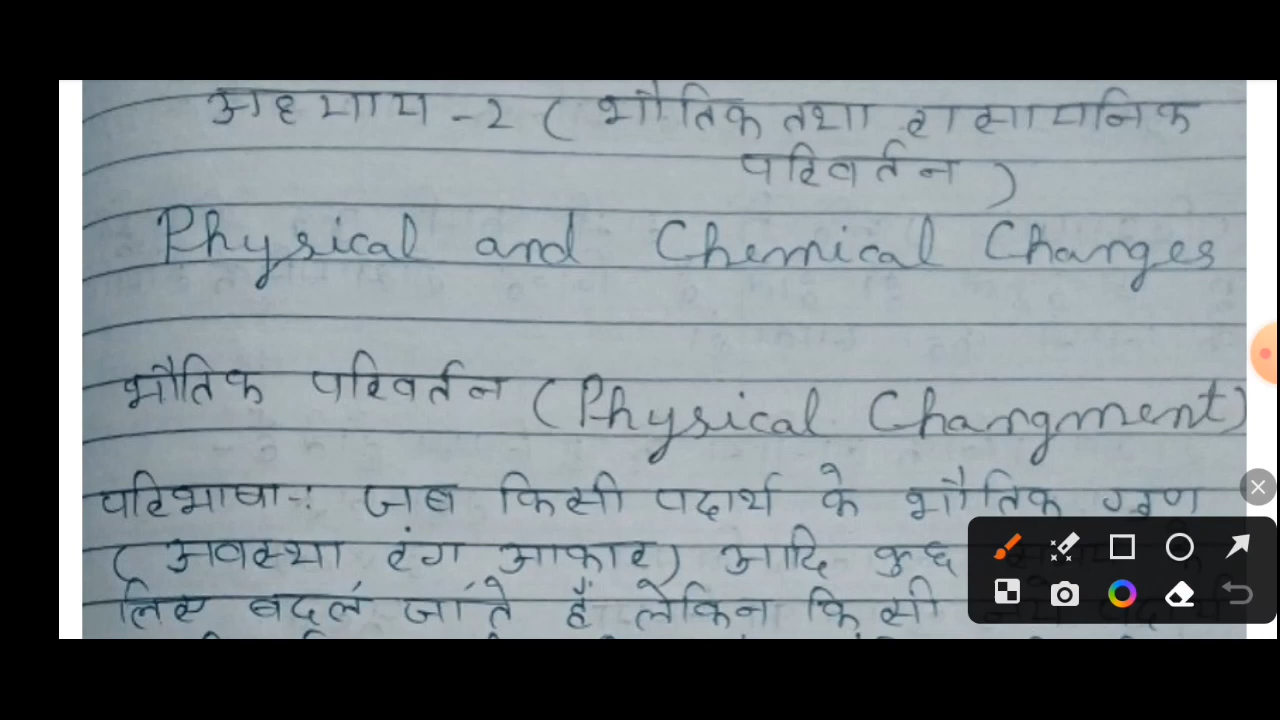 अध्याय -2 ( भौतिक तथा रासायनिक
परिवर्तन )
Physical and Chemical Changes
भौतिक परिवर्तन (Physical Changment)
परिभाषा-: जब किसी पदार्थ के भौतिक गुण
( अवस्था रंग आकार) आदि कुछ
लिए बदलं जाते हैं लेकिन किसी